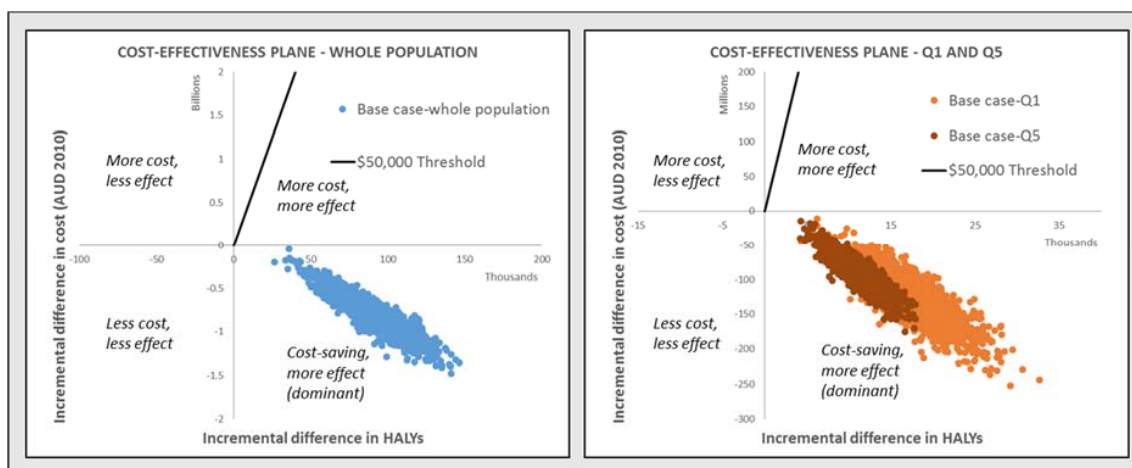 COST-EFFECTIVENESS PLANE - WHOLE POPULATION
Incremental difference in cost (AUD 2010)
Billions
2
1.5
1
0.5
0
-0.5
-1
-1.5
-2
-100
-50
0
50
100
150
200
Thousands
Base case-whole population
$50,000 Threshold
More cost,
less effect
More cost,
more effect
Less cost,
less effect
Cost-saving,
more effect
(dominant)
Incremental difference in HALYs
COST-EFFECTIVENESS PLANE - Q1 AND Q5
Incremental difference in cost (AUD 2010)
Millions
200
150
100
50
0
-50
-100
-150
-200
-250
-300
-15
-5
15
25
35
Thousands
Base case-Q1
Base case-Q5
$50,000 Threshold
More cost,
less effect
More cost,
more effect
Less cost,
less effect
Cost-saving,
more effect
(dominant)
Incremental difference in HALYs